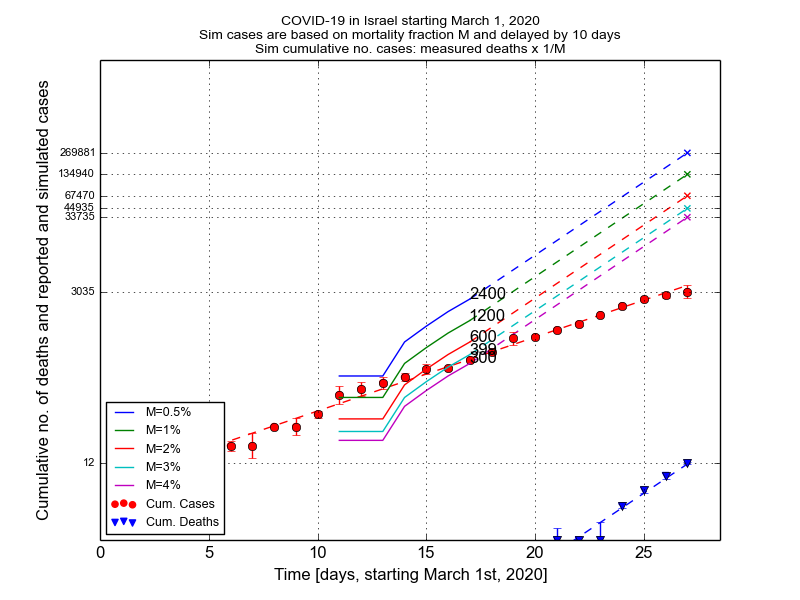 COVID-19 in Israel starting March 1, 2020
Sim cases are based on mortality fraction M and delayed by 10 days
Sim cumulative no. cases: measured deaths x 1/M
Cumulative no. of deaths and reported and simulated cases
269881
134940
67470
44935
33735
3035
12
2400
1200
600
399
300
M=0.5%
M=1%
M=2%
M=3%
M=4%
Cum. Cases
Cum. Deaths
0 5 10 15 20 25
Time [days, starting March 1st, 2020]